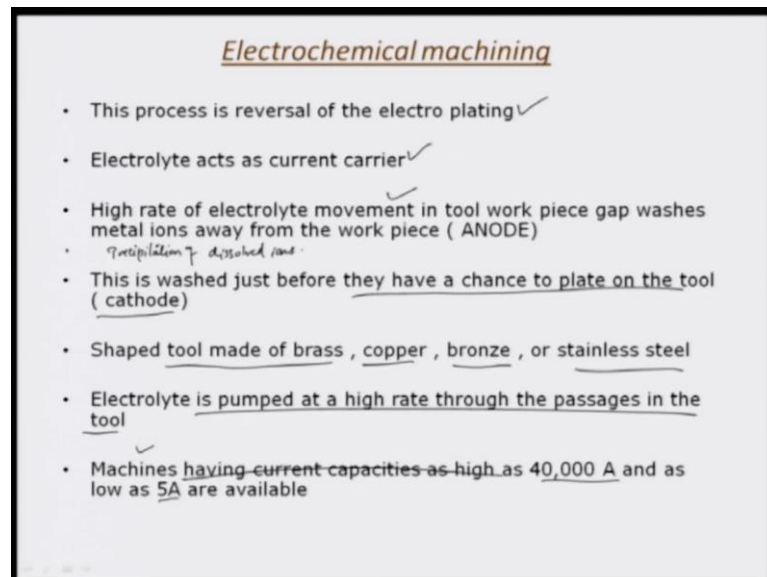 Electrochemical machining
• This process is reversal of the electro plating
• Electrolyte acts as current carrier
• High rate of electrolyte movement in tool work piece gap washes
metal ions away from the work piece ( ANODE)
• Precipitation of dissolved ions.
• This is washed just before they have a chance to plate on the tool
( cathode)
• Shaped tool made of brass , copper , bronze , or stainless steel
• Electrolyte is pumped at a high rate through the passages in the
tool
• Machines having current capacities as high as 40,000 A and as
low as 5A are available